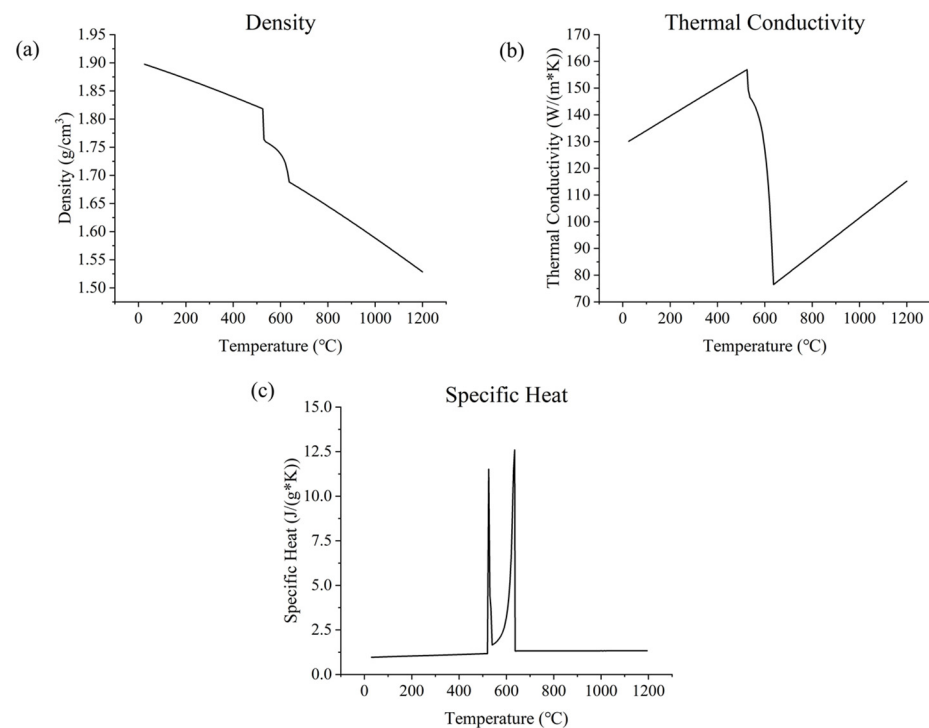 (a)
Density
1.95
1.90
1.85
1.80
1.75
1.70
1.65
1.60
1.55
1.50
Density (g/cm³)
0 200 400 600 800 1000 1200
Temperature (℃)
(b)
Thermal Conductivity
170
160
150
140
130
120
110
100
90
80
70
Thermal Conductivity (W/(m*K))
0 200 400 600 800 1000 1200
Temperature (℃)
(c)
Specific Heat
15.0
12.5
10.0
7.5
5.0
2.5
0.0
Specific Heat (J/(g*K))
0 200 400 600 800 1000 1200
Temperature (℃)